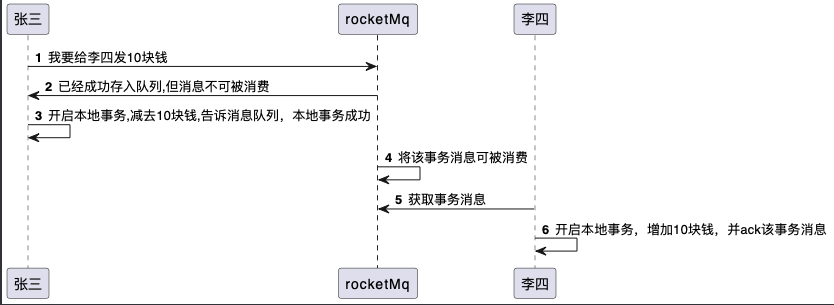 张三 rocketMq 李四
1 我要给李四发10块钱
2 已经成功存入队列,但消息不可被消费
3 开启本地事务,减去10块钱,告诉消息队列，本地事务成功
4 将该事务消息可被消费
5 获取事务消息
6 开启本地事务，增加10块钱，并ack该事务消息
张三 rocketMq 李四